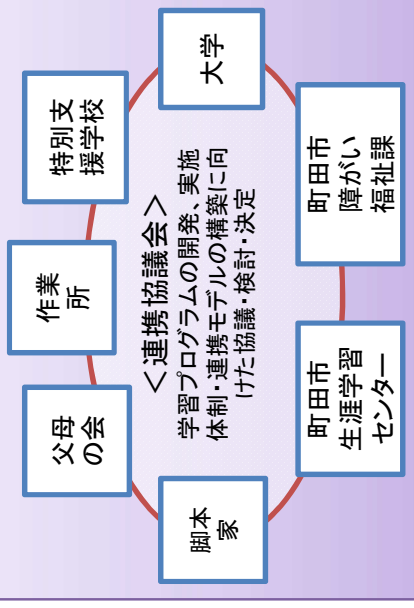 作業
所
特別支
援学校
大学
町田市
障がい
福祉課
町田市
生涯学習
センター
脚本
家
父母
の会
＜連携協議会＞
学習プログラムの開発、実施
体制・連携モデルの構築に向
けた協議・検討・決定